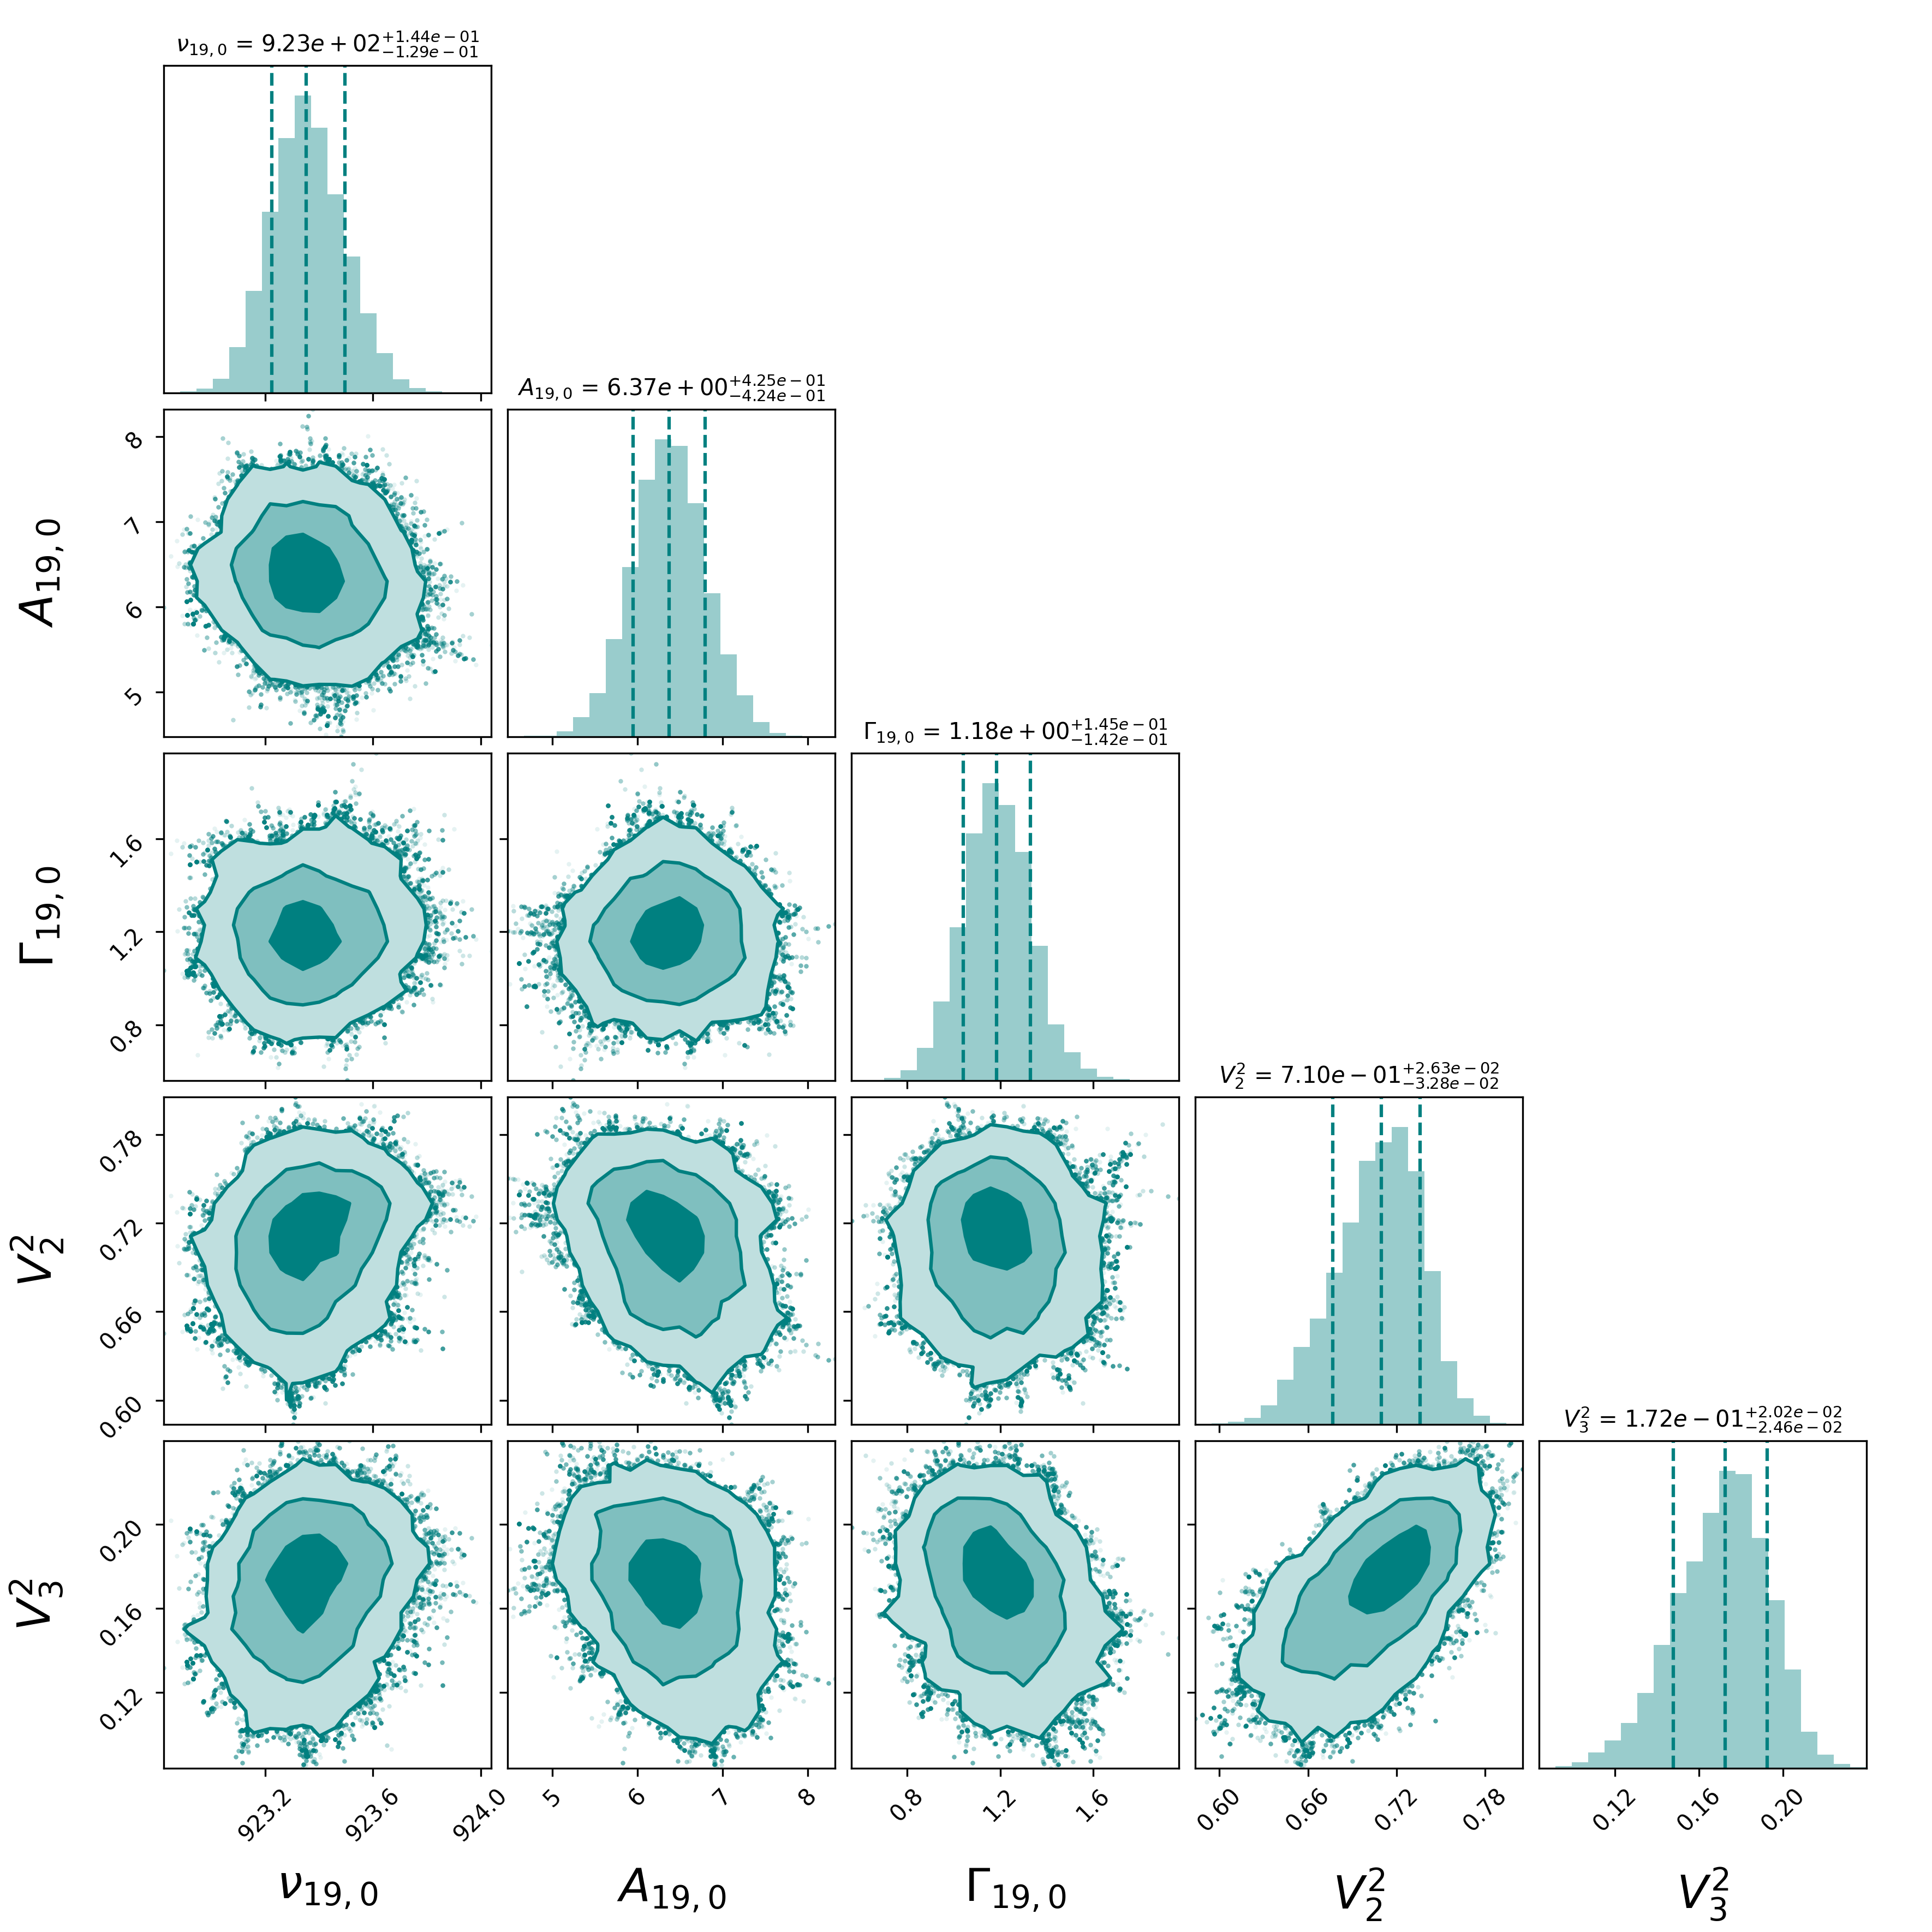 ν19, 0 = 9.23e + 02 +1.44e − 01 −1.29e − 01
A19, 0 = 6.37e + 00 +4.25e − 01 −4.24e − 01
8
7
6
5
A19, 0
Γ19, 0 = 1.18e + 00 +1.45e − 01 −1.42e − 01
1.6
1.2
0.8
Γ19, 0
V₂² = 7.10e − 01 +2.63e − 02 −3.28e − 02
0.78
0.72
0.66
0.60
V₂²
V₃² = 1.72e − 01 +2.02e − 02 −2.46e − 02
0.20
0.16
0.12
V₃²
923.2 923.6 924.0 5 6 7 8 0.8 1.2 1.6 0.60 0.66 0.72 0.78 0.12 0.16 0.20
ν19, 0 A19, 0 Γ19, 0 V₂² V₃²